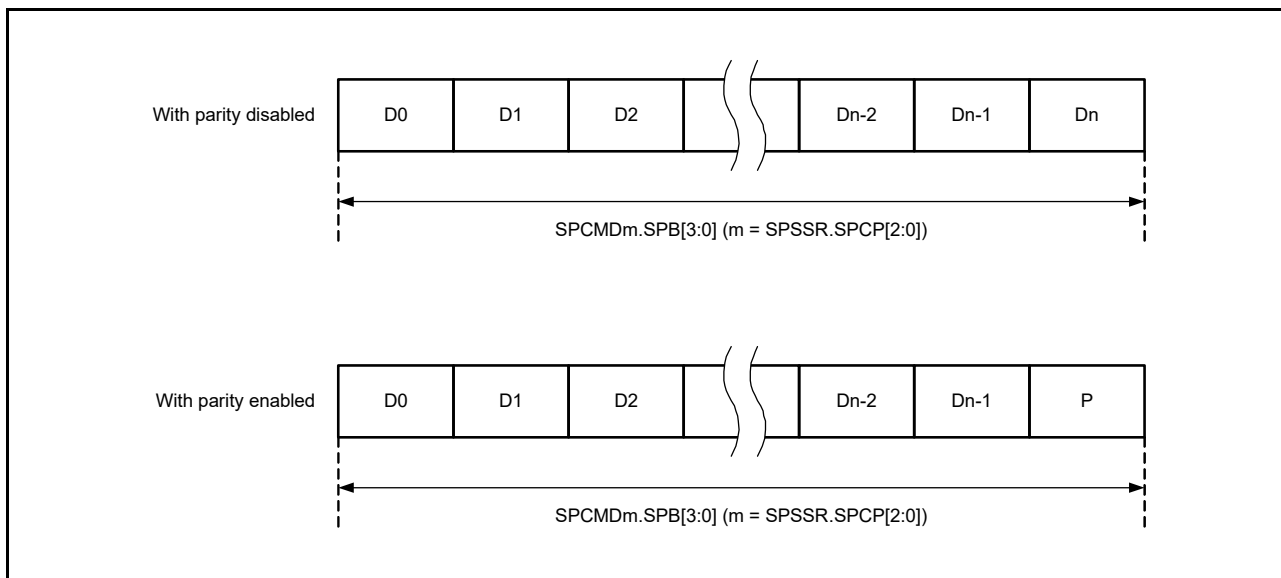 With parity disabled D0 D1 D2 Dn-2 Dn-1 Dn
SPCMDm.SPB[3:0] (m = SPSSR.SPCP[2:0])
With parity enabled D0 D1 D2 Dn-2 Dn-1 P
SPCMDm.SPB[3:0] (m = SPSSR.SPCP[2:0])